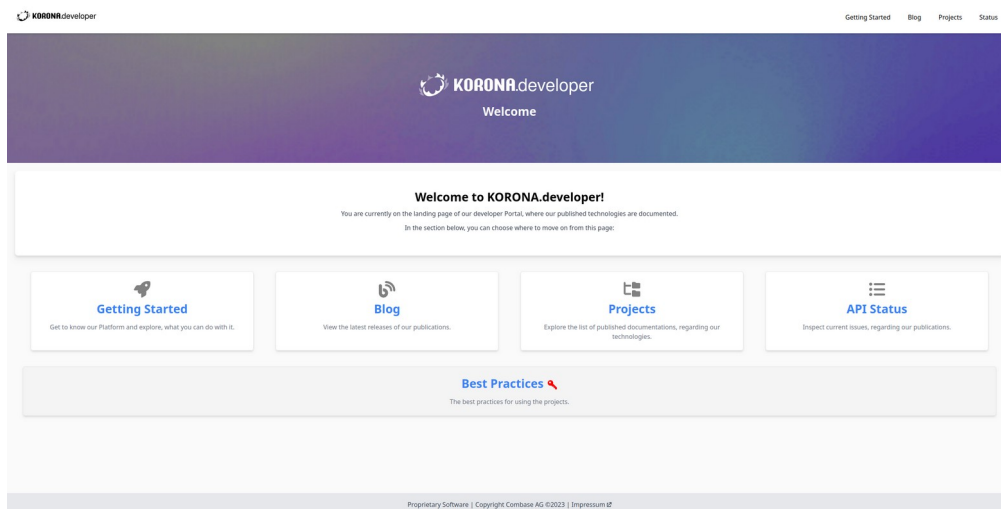 KORONA.developer
Getting Started Blog Projects Status
KORONA.developer
Welcome
Welcome to KORONA.developer!
You are currently on the landing page of our developer Portal, where our published technologies are documented.
In the section below, you can choose where to move on from this page:
Getting Started
Get to know our Platform and explore, what you can do with it.
Blog
View the latest releases of our publications.
Projects
Explore the list of published documentations, regarding our
technologies.
API Status
Inspect current issues, regarding our publications.
Best Practices
The best practices for using the projects.
Proprietary Software | Copyright Combase AG ©2023 | Impressum